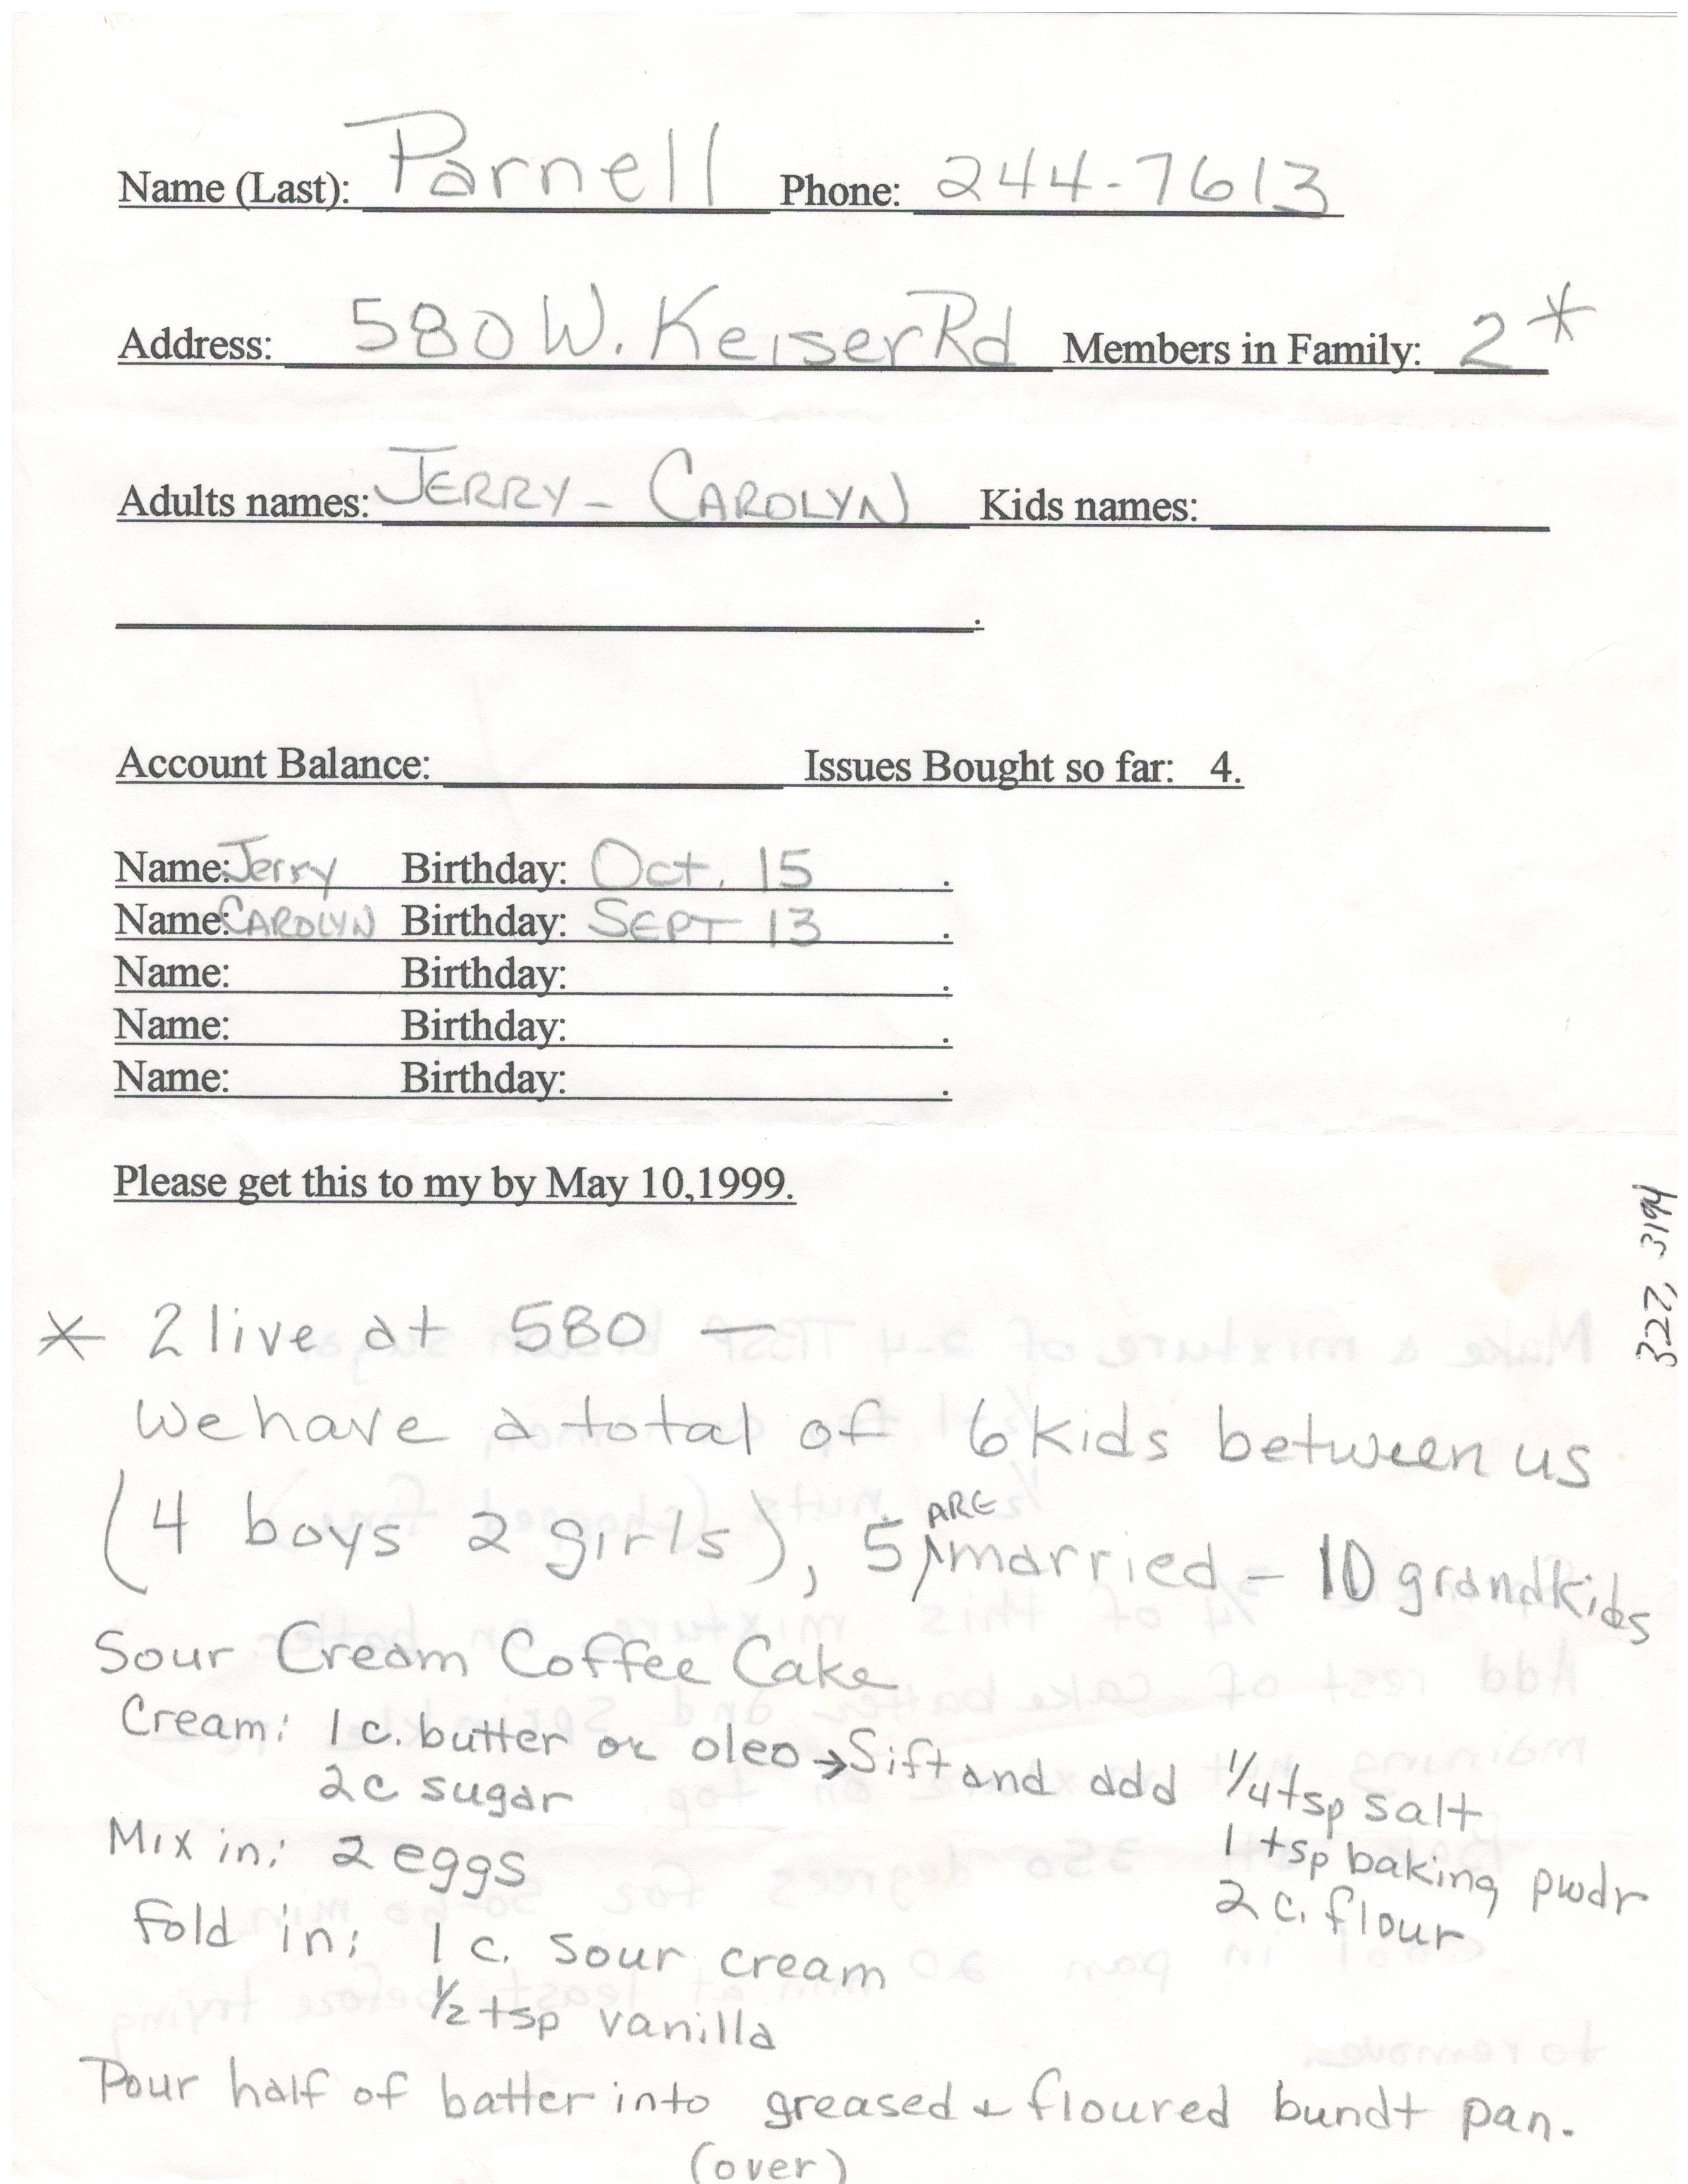 Name (Last): Parnell Phone: 244-7613
Address: 580 W. Keiser Rd Members in Family: 2*
Adults names: JERRY - CAROLYN Kids names:
.
Account Balance: Issues Bought so far: 4.
Name: Jerry Birthday: Oct. 15 .
Name: CAROLYN Birthday: SEPT 13 .
Name: Birthday: .
Name: Birthday: .
Name: Birthday: .
Please get this to my by May 10,1999.
322, 3194
* 2 live at 580 —
We have a total of 6 kids between us
(4 boys 2 girls), 5 ARE married - 10 grandkids
Sour Cream Coffee Cake
Cream: 1 c. butter or oleo → Sift and add 1/4 tsp salt
2c sugar
1 tsp baking pwdr
Mix in: 2 eggs
2 c. flour
Fold in: 1 c. sour cream
1/2 tsp vanilla
Pour half of batter into greased & floured bundt pan.
(over)